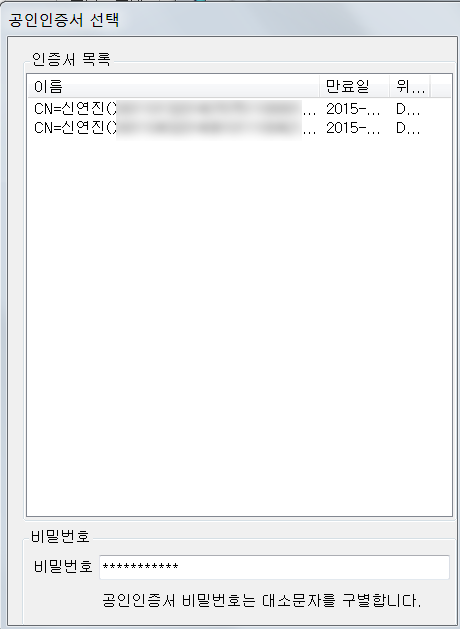 공인인증서 선택
인증서 목록
이름 만료일 위...
CN=신연진() ... 2015-... D...
CN=신연진() ... 2015-... D...
비밀번호
비밀번호 ***********
공인인증서 비밀번호는 대소문자를 구별합니다.